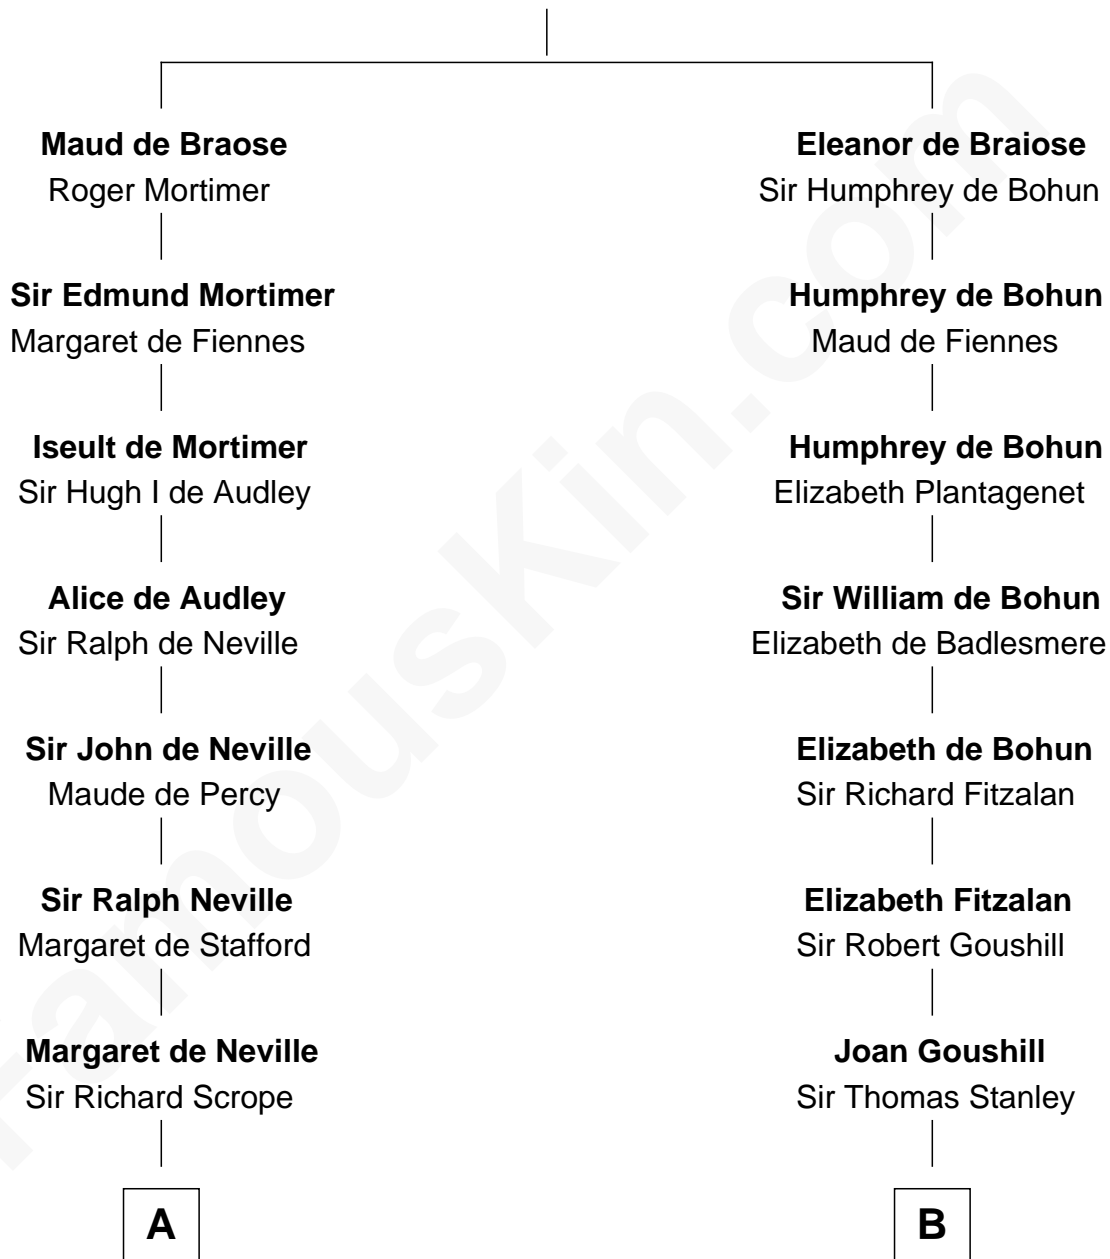 Maud de Braose
Roger Mortimer
Eleanor de Braiose
Sir Humphrey de Bohun
Sir Edmund Mortimer
Margaret de Fiennes
Humphrey de Bohun
Maud de Fiennes
Iseult de Mortimer
Sir Hugh I de Audley
Humphrey de Bohun
Elizabeth Plantagenet
Alice de Audley
Sir Ralph de Neville
Sir William de Bohun
Elizabeth de Badlesmere
Sir John de Neville
Maude de Percy
Elizabeth de Bohun
Sir Richard Fitzalan
Sir Ralph Neville
Margaret de Stafford
Elizabeth Fitzalan
Sir Robert Goushill
Margaret de Neville
Sir Richard Scrope
Joan Goushill
Sir Thomas Stanley
A
B
FamousKin.com